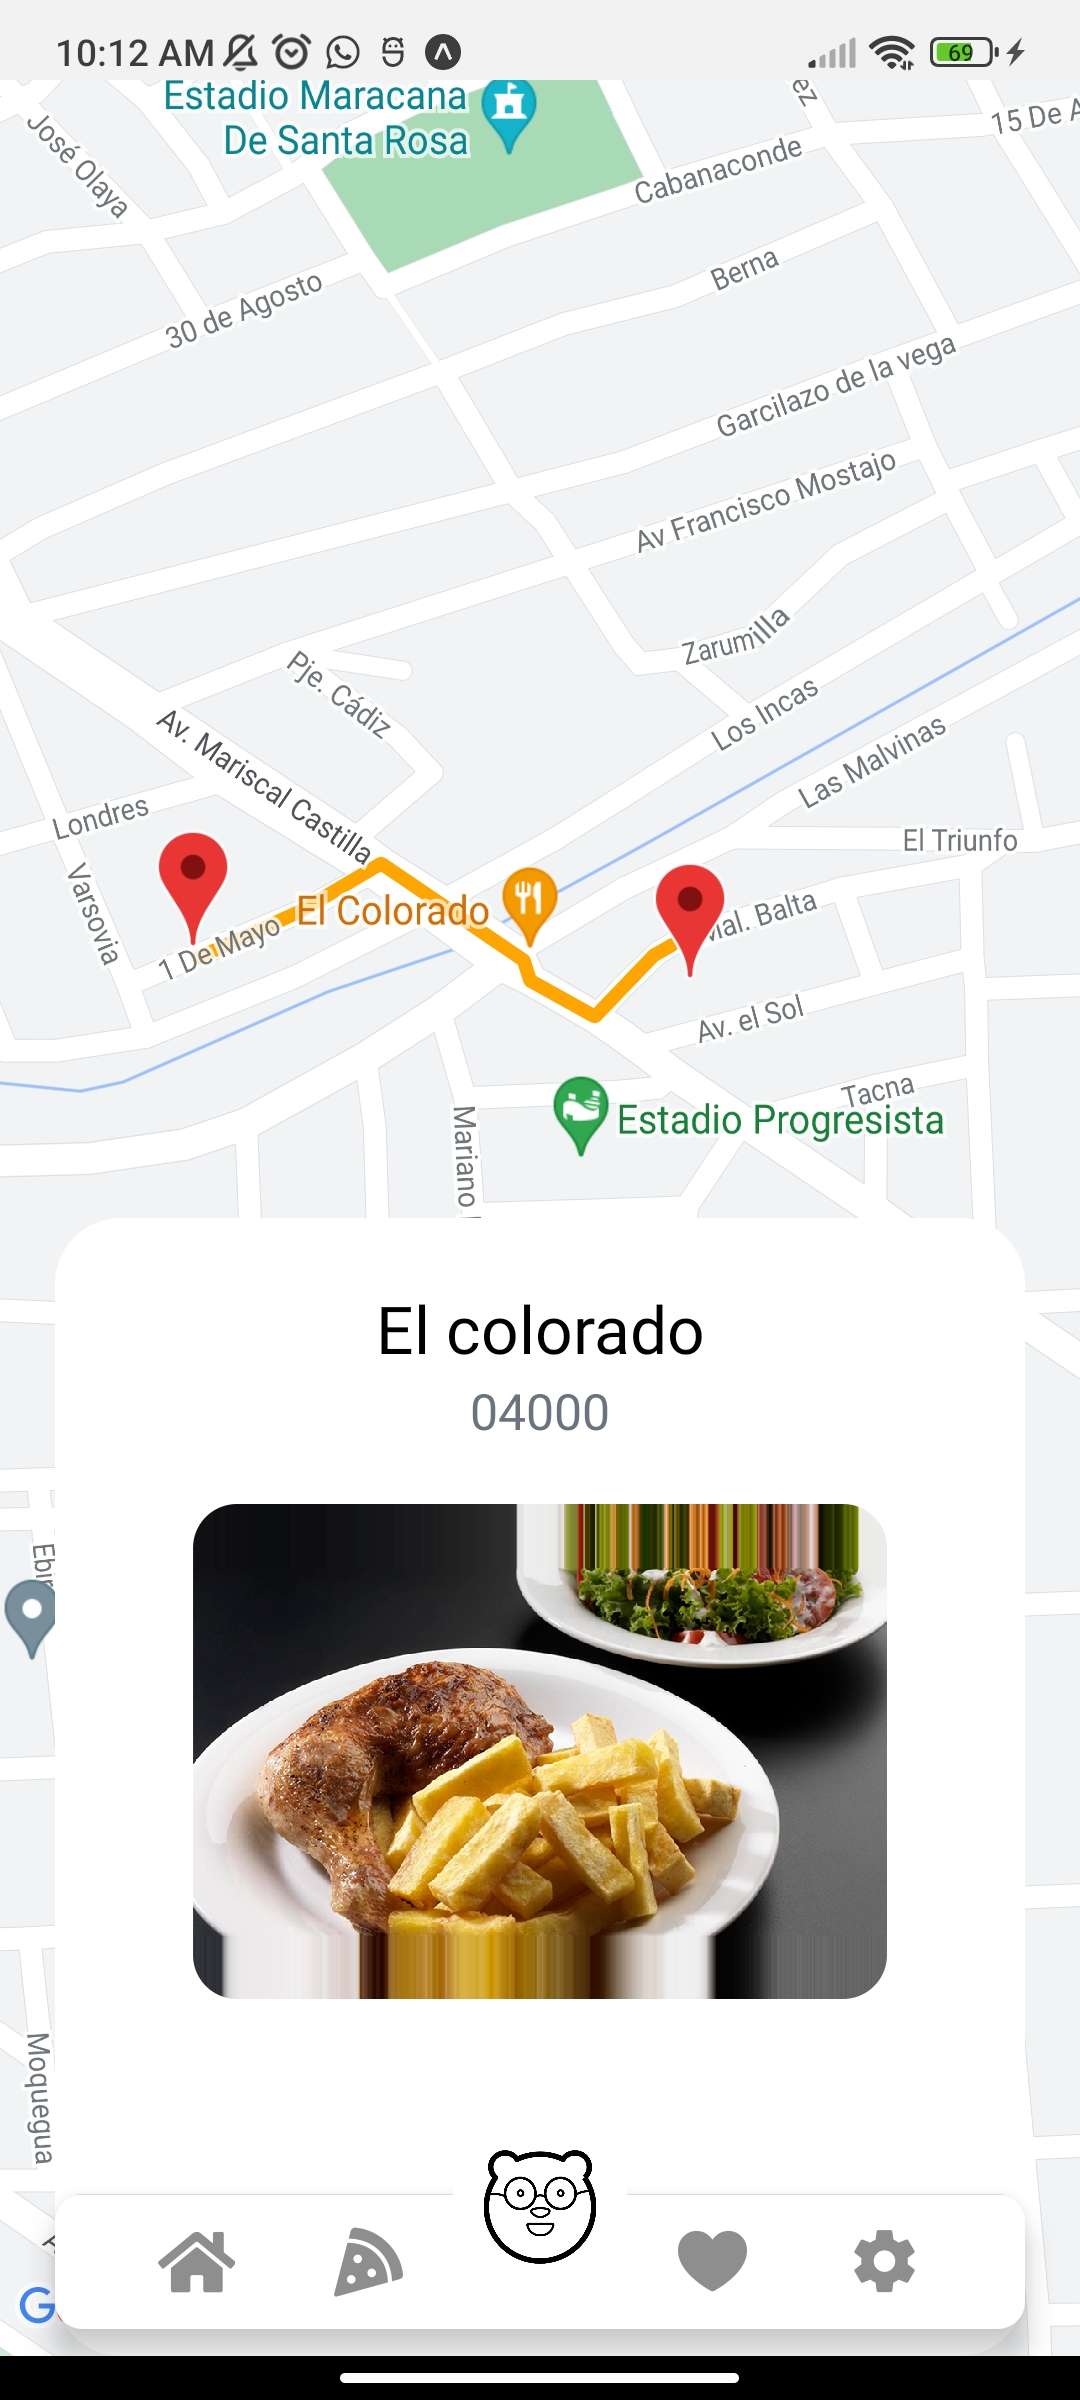 10:12 AM
69
Estadio Maracana
De Santa Rosa
José Olaya
ez
15 De A
Cabanaconde
Berna
30 de Agosto
Garcilazo de la vega
Av Francisco Mostajo
Zarumilla
Pje. Cádiz
Los Incas
Av. Mariscal Castilla
Las Malvinas
Londres
El Triunfo
Varsovia
El Colorado
Mal. Balta
1 De Mayo
Av. el Sol
Tacna
Estadio Progresista
Mariano
El colorado
04000
Ebi
Moquegua
G